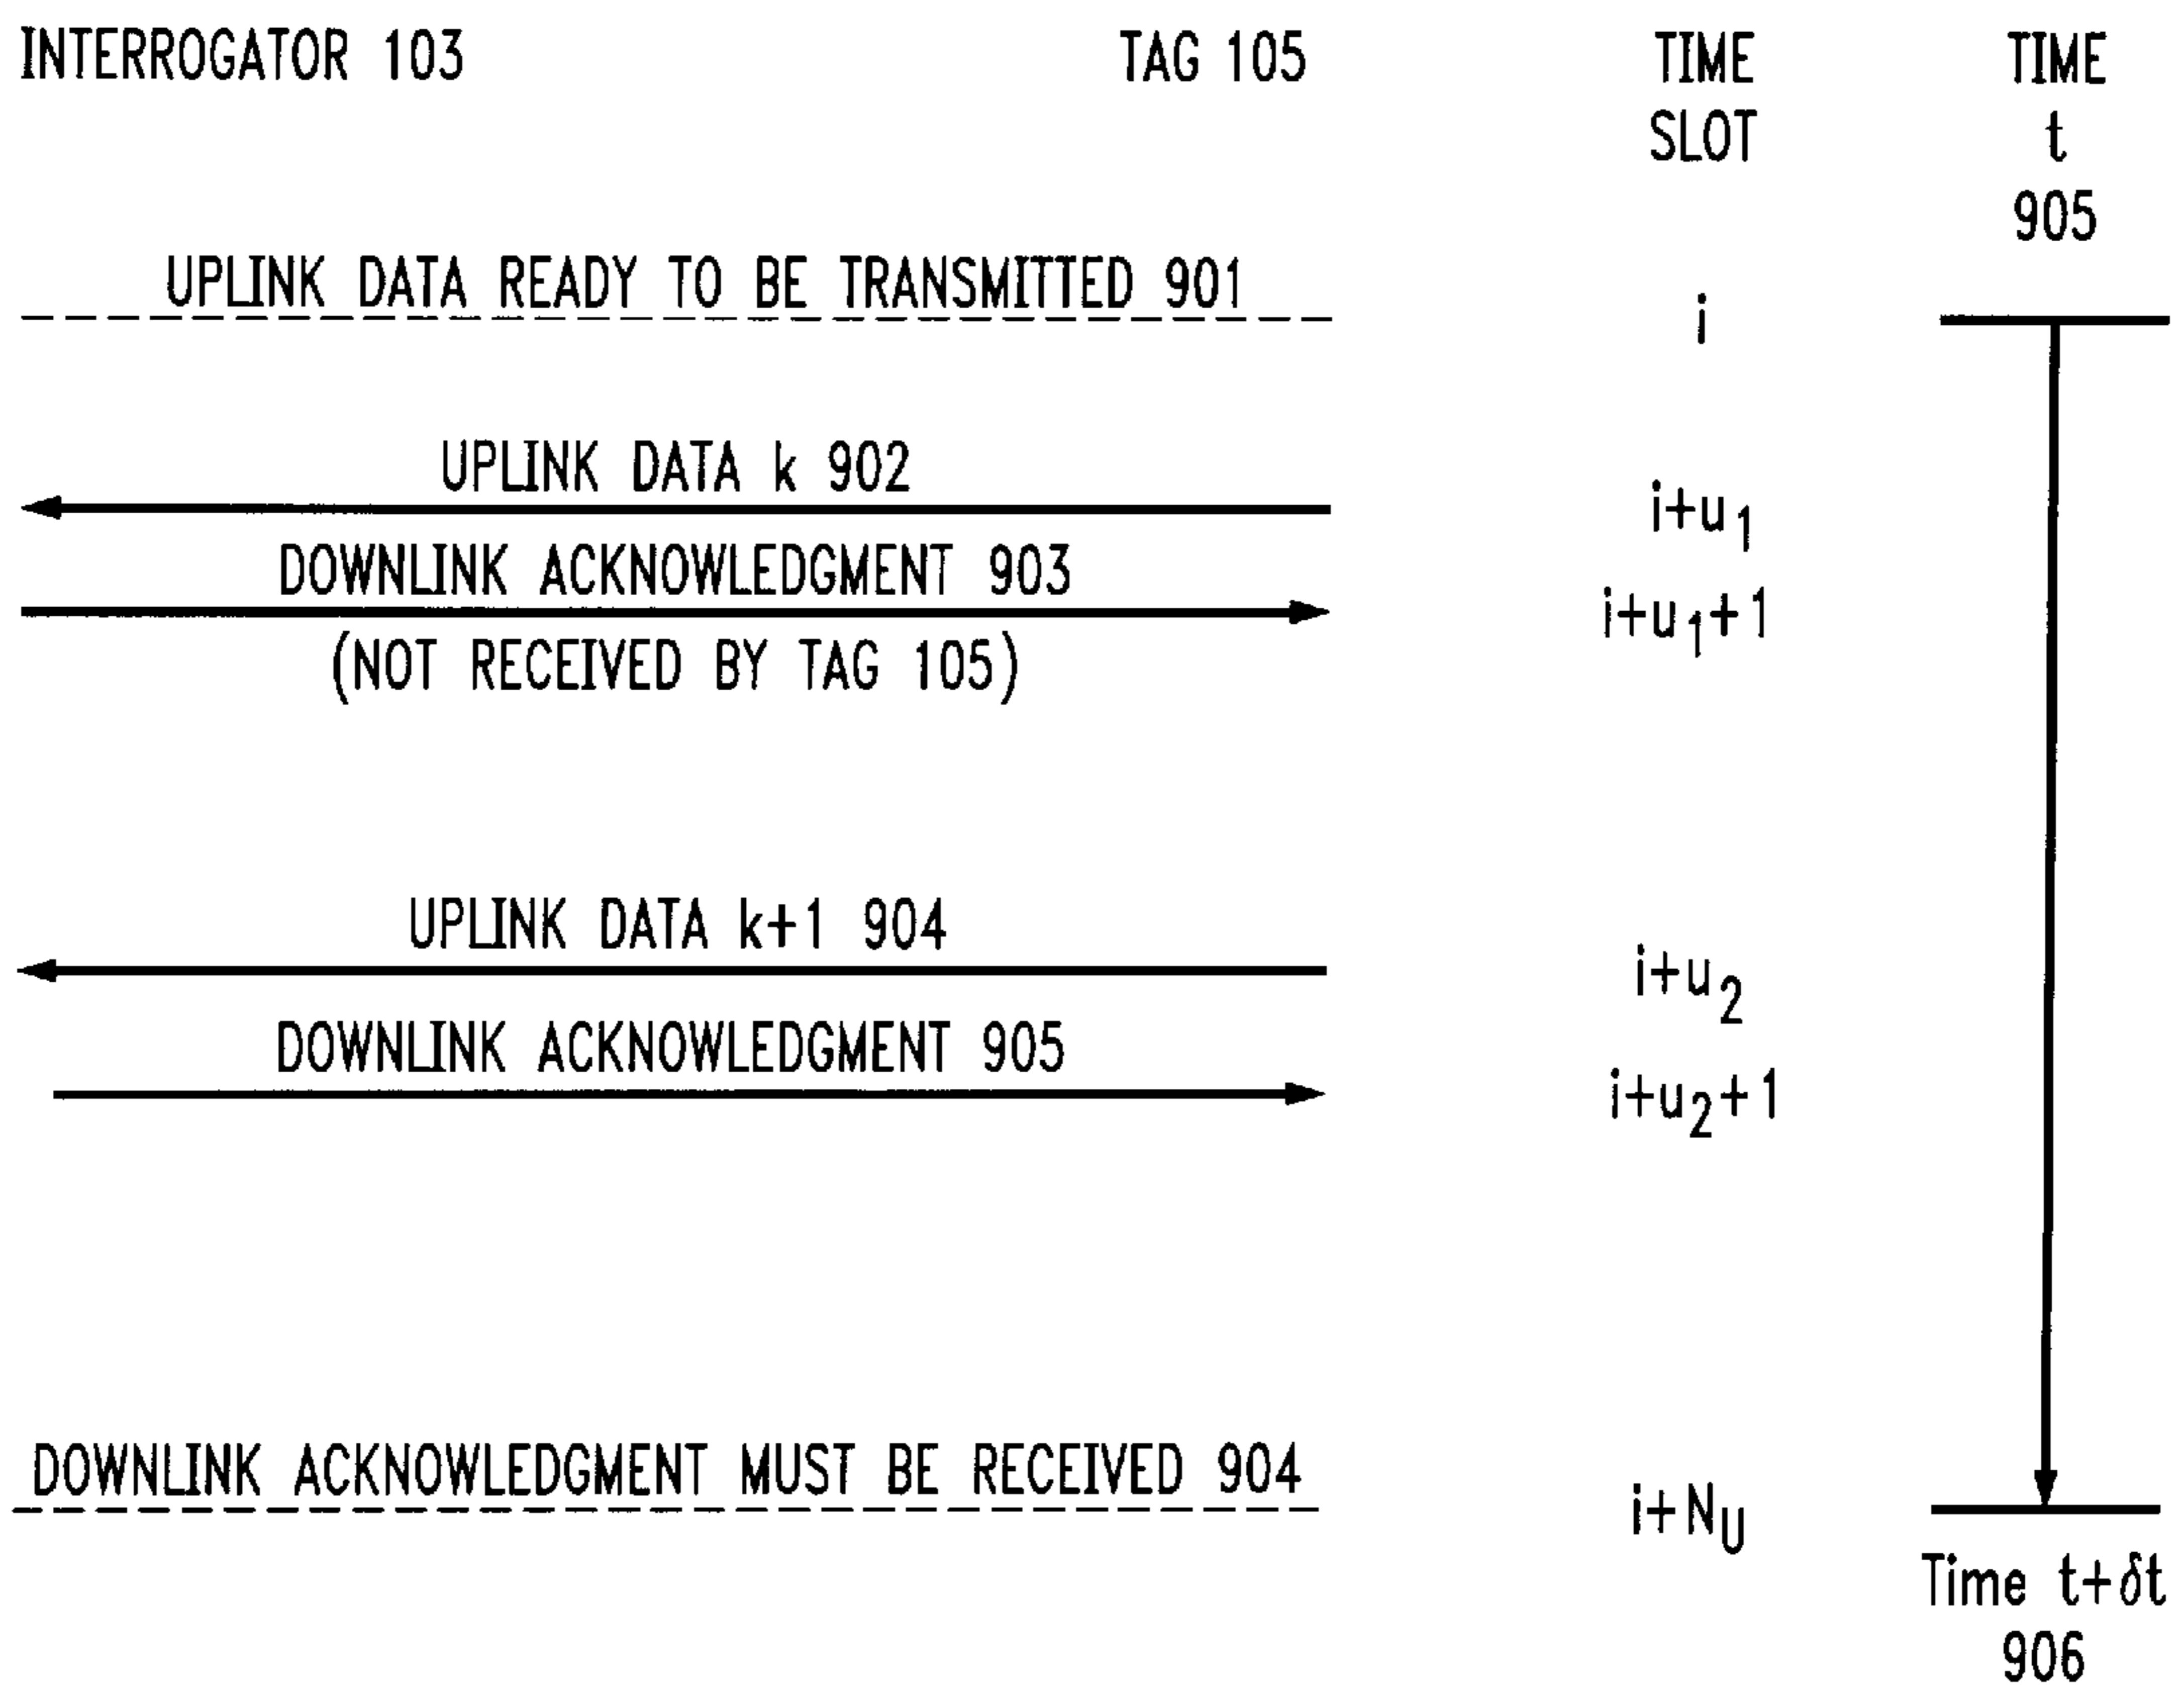 INTERROGATOR 103 TAG 105 TIME SLOT TIME t 905
UPLINK DATA READY TO BE TRANSMITTED 901 i
UPLINK DATA k 902 i+u1
DOWNLINK ACKNOWLEDGMENT 903 i+u1+1
(NOT RECEIVED BY TAG 105)
UPLINK DATA k+1 904 i+u2
DOWNLINK ACKNOWLEDGMENT 905 i+u2+1
DOWNLINK ACKNOWLEDGMENT MUST BE RECEIVED 904 i+NU
Time t+δt
906